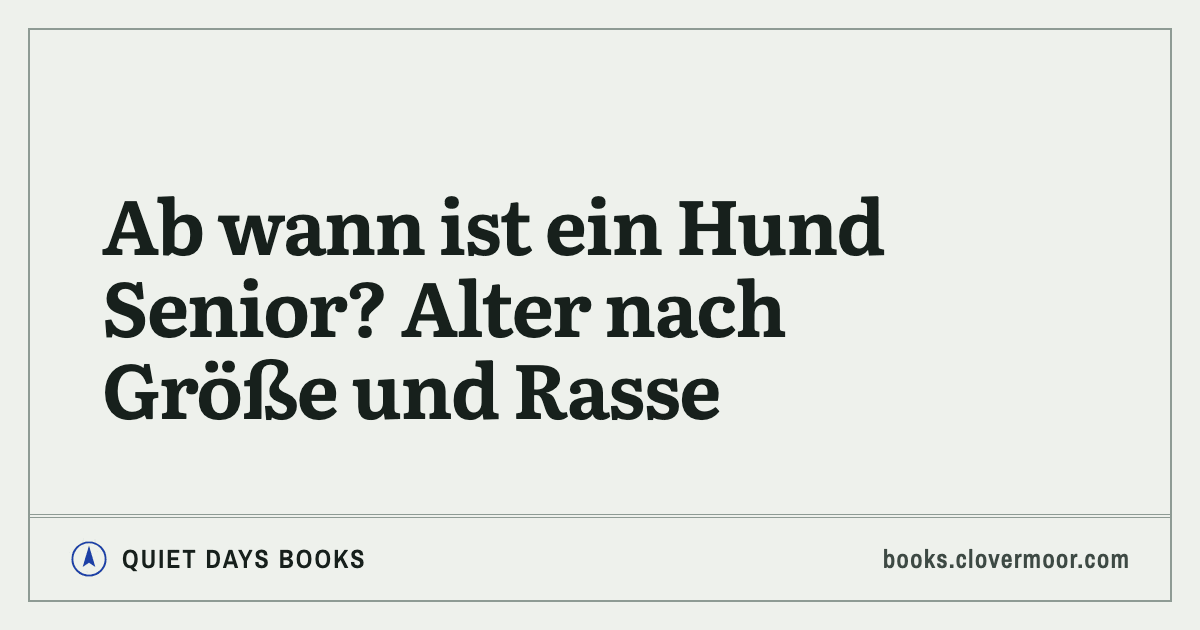 Ab wann ist ein Hund
Senior? Alter nach
Größe und Rasse
QUIET DAYS BOOKS
books.clovermoor.com